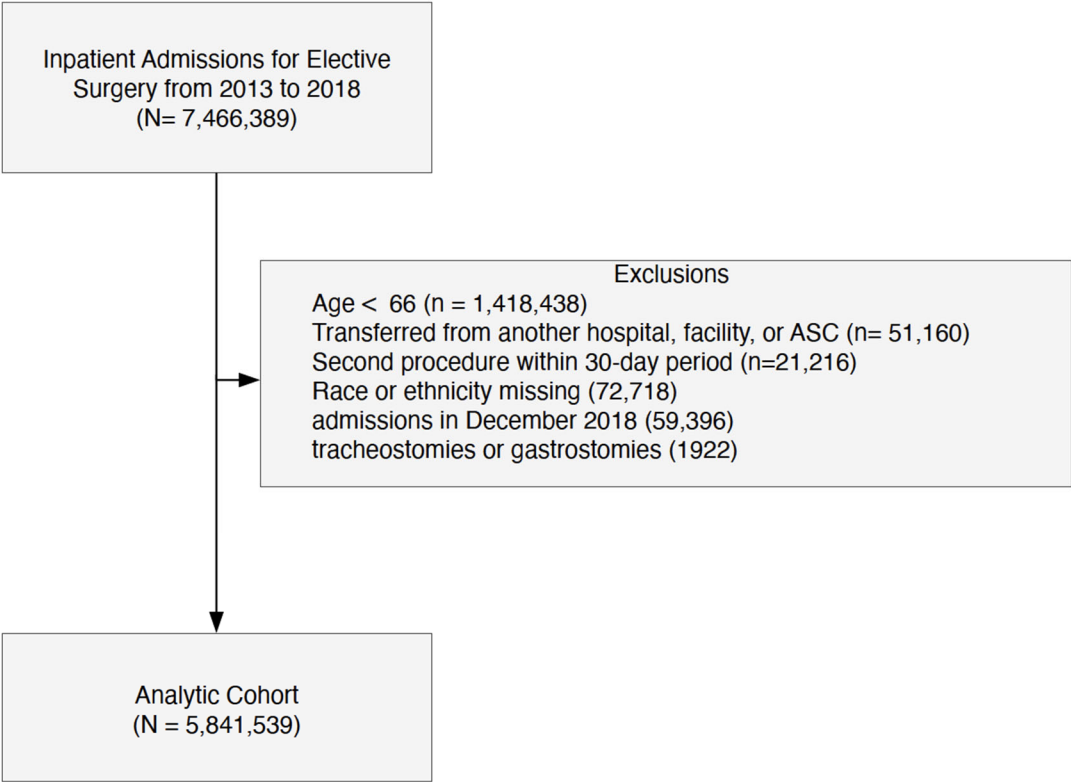 Inpatient Admissions for Elective
Surgery from 2013 to 2018
(N= 7,466,389)
Exclusions
Age < 66 (n = 1,418,438)
Transferred from another hospital, facility, or ASC (n= 51,160)
Second procedure within 30-day period (n=21,216)
Race or ethnicity missing (72,718)
admissions in December 2018 (59,396)
tracheostomies or gastrostomies (1922)
Analytic Cohort
(N = 5,841,539)